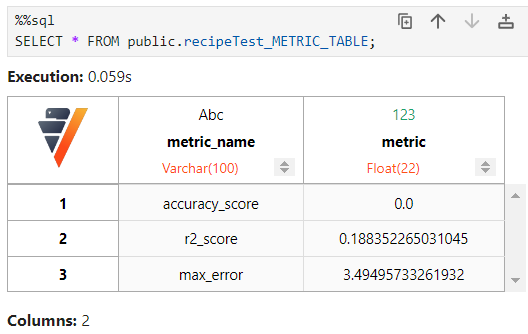 %%sql
SELECT * FROM public.recipeTest_METRIC_TABLE;
Execution: 0.059s
Abc 123
metric_name metric
Varchar(100) Float(22)
1 accuracy_score 0.0
2 r2_score 0.188352265031045
3 max_error 3.49495733261932
Columns: 2